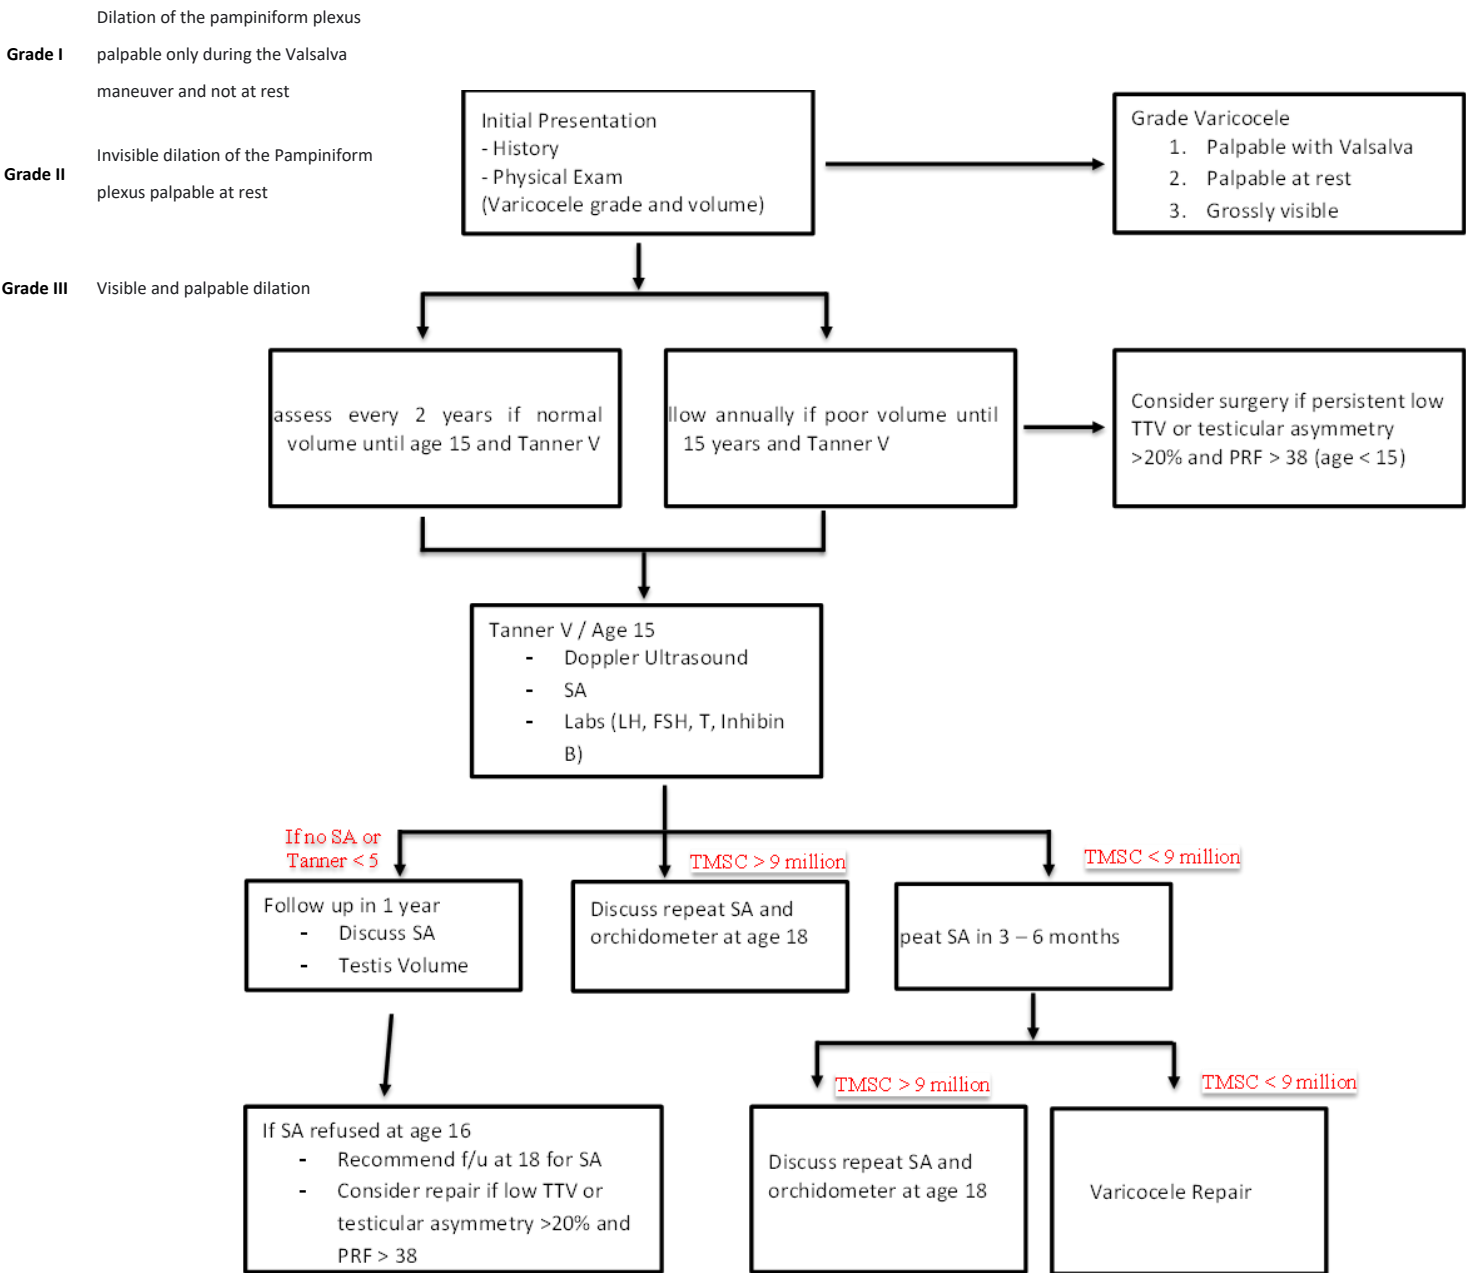 Dilation of the pampiniform plexus
Grade I palpable only during the Valsalva
maneuver and not at rest
Grade II Invisible dilation of the Pampiniform
plexus palpable at rest
Grade III Visible and palpable dilation
Initial Presentation
- History
- Physical Exam
(Varicocele grade and volume)
Grade Varicocele
1. Palpable with Valsalva
2. Palpable at rest
3. Grossly visible
assess every 2 years if normal
volume until age 15 and Tanner V
llow annually if poor volume until
15 years and Tanner V
Consider surgery if persistent low
TTV or testicular asymmetry
>20% and PRF > 38 (age < 15)
Tanner V / Age 15
- Doppler Ultrasound
- SA
- Labs (LH, FSH, T, Inhibin
B)
If no SA or
Tanner < 5
TMSC > 9 million
TMSC < 9 million
Follow up in 1 year
- Discuss SA
- Testis Volume
Discuss repeat SA and
orchidometer at age 18
peat SA in 3 – 6 months
TMSC > 9 million
TMSC < 9 million
If SA refused at age 16
- Recommend f/u at 18 for SA
- Consider repair if low TTV or
testicular asymmetry >20% and
PRF > 38
Discuss repeat SA and
orchidometer at age 18
Varicocele Repair